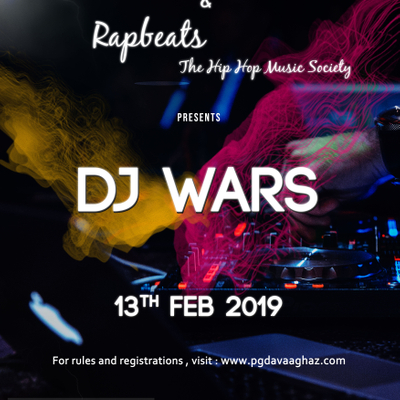 &
Rapbeats
The Hip Hop Music Society
PRESENTS
DJ WARS
13TH FEB 2019
For rules and registrations , visit : www.pgdavaaghaz.com